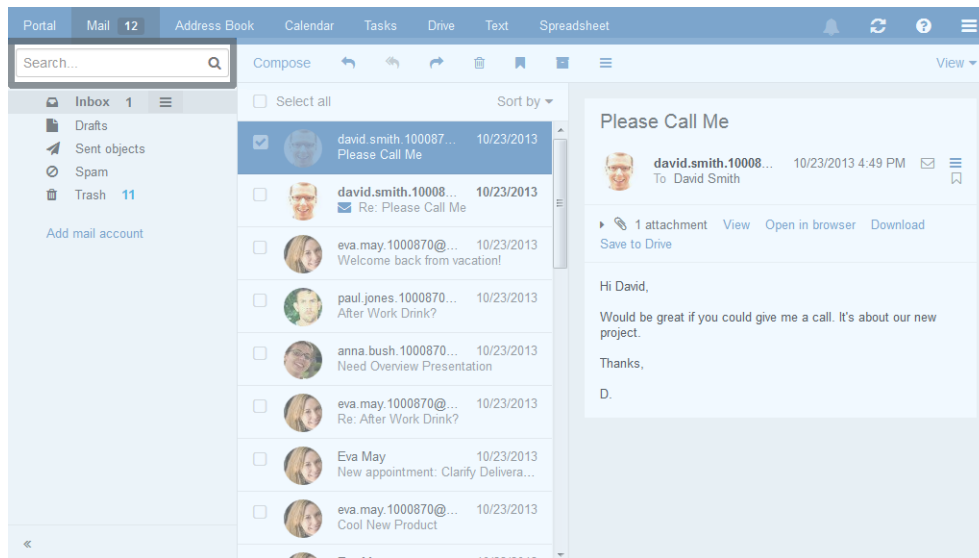 Portal Mail 12 Address Book Calendar Tasks Drive Text Spreadsheet
Search...
Compose View
Inbox 1
Drafts
Sent objects
Spam
Trash 11
Add mail account
Select all Sort by
david.smith.100087... 10/23/2013
Please Call Me
david.smith.10008... 10/23/2013
Re: Please Call Me
eva.may.1000870@... 10/23/2013
Welcome back from vacation!
paul.jones.1000870... 10/23/2013
After Work Drink?
anna.bush.1000870... 10/23/2013
Need Overview Presentation
eva.may.1000870@... 10/23/2013
Re: After Work Drink?
Eva May 10/23/2013
New appointment: Clarify Delivera...
eva.may.1000870@... 10/23/2013
Cool New Product
Please Call Me
david.smith.10008... 10/23/2013 4:49 PM
To David Smith
1 attachment View Open in browser Download
Save to Drive
Hi David,
Would be great if you could give me a call. It's about our new
project.
Thanks,
D.